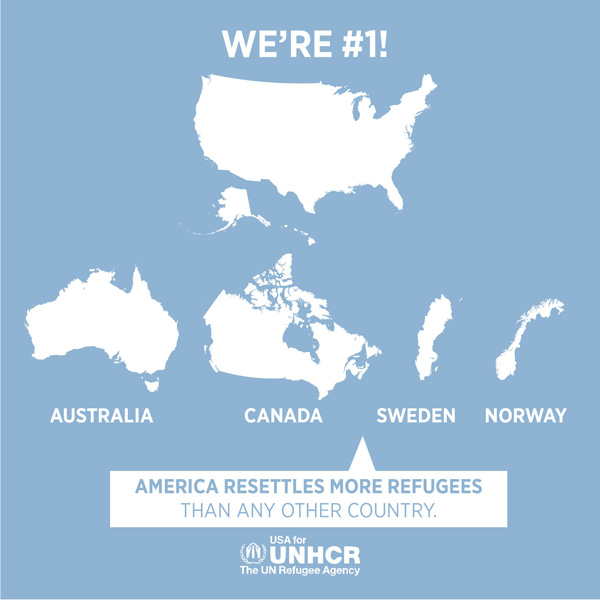 WE'RE #1!
AUSTRALIA
CANADA
SWEDEN
NORWAY
AMERICA RESETTLES MORE REFUGEES
THAN ANY OTHER COUNTRY.
USA for
UNHCR
The UN Refugee Agency